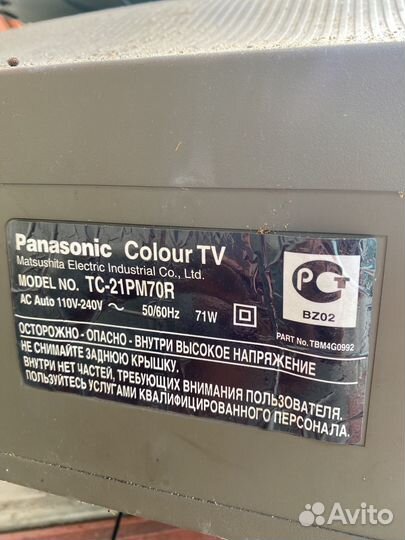 Panasonic Colour TV
Matsushita Electric Industrial Co., Ltd.
MODEL NO. TC-21PM70R
AC Auto 110V-240V ~ 50/60Hz 71W
РСТ
BZ02
PART No. TBM4G0992
ОСТОРОЖНО - ОПАСНО - ВНУТРИ ВЫСОКОЕ НАПРЯЖЕНИЕ
НЕ СНИМАЙТЕ ЗАДНЮЮ КРЫШКУ.
ВНУТРИ НЕТ ЧАСТЕЙ, ТРЕБУЮЩИХ ВНИМАНИЯ ПОЛЬЗОВАТЕЛЯ.
ПОЛЬЗУЙТЕСЬ УСЛУГАМИ КВАЛИФИЦИРОВАННОГО ПЕРСОНАЛА.
Avito